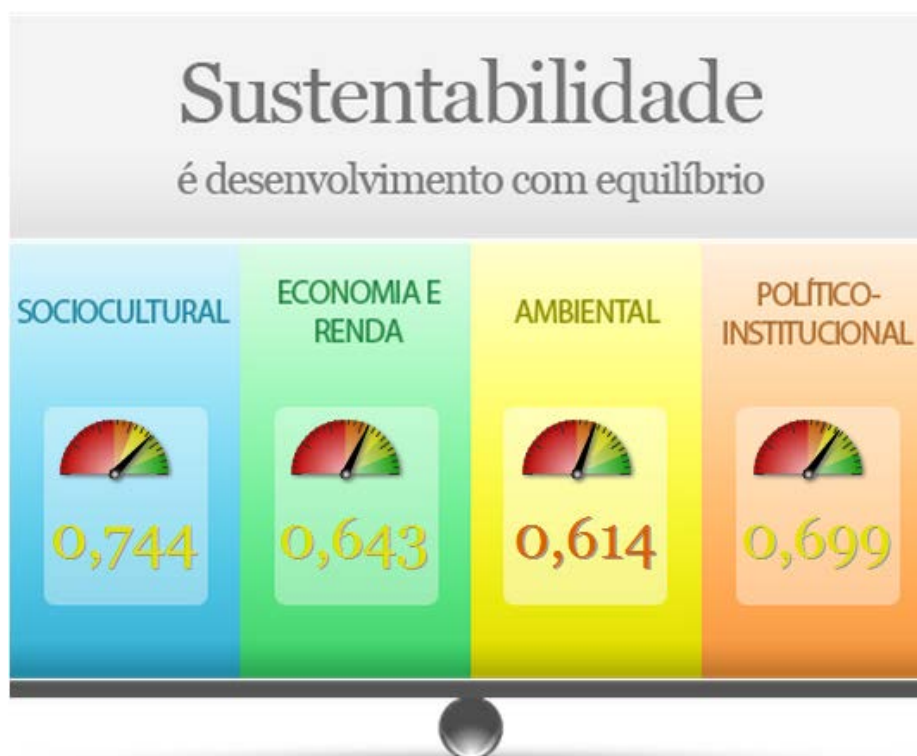 Sustentabilidade
é desenvolvimento com equilíbrio
SOCIOCULTURAL
0,744
ECONOMIA E
RENDA
0,643
AMBIENTAL
0,614
POLÍTICO-
INSTITUCIONAL
0,699